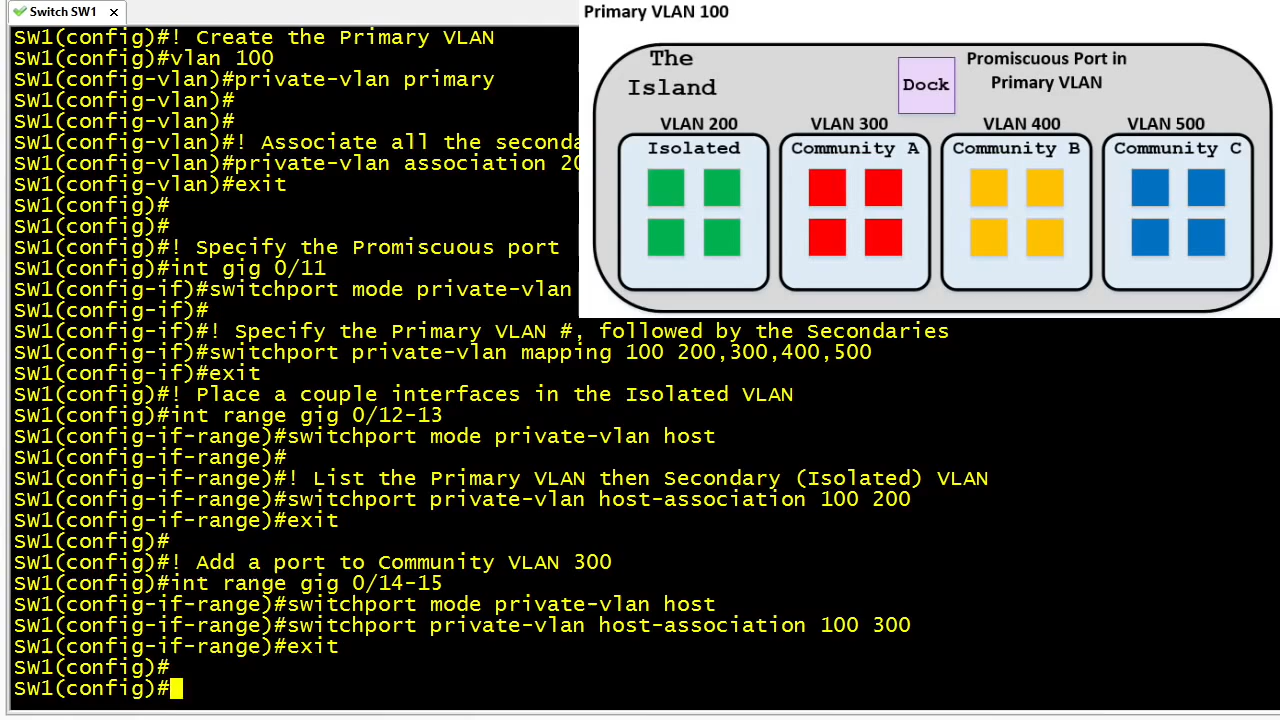 Switch SW1 ×
SW1(config)#! Create the Primary VLAN
SW1(config)#vlan 100
SW1(config-vlan)#private-vlan primary
SW1(config-vlan)#
SW1(config-vlan)#
SW1(config-vlan)#! Associate all the seconda
SW1(config-vlan)#private-vlan association 20
SW1(config-vlan)#exit
SW1(config)#
SW1(config)#
SW1(config)#! Specify the Promiscuous port
SW1(config)#int gig 0/11
SW1(config-if)#switchport mode private-vlan
SW1(config-if)#
SW1(config-if)#! Specify the Primary VLAN #, followed by the Secondaries
SW1(config-if)#switchport private-vlan mapping 100 200,300,400,500
SW1(config-if)#exit
SW1(config)#! Place a couple interfaces in the Isolated VLAN
SW1(config)#int range gig 0/12-13
SW1(config-if-range)#switchport mode private-vlan host
SW1(config-if-range)#
SW1(config-if-range)#! List the Primary VLAN then Secondary (Isolated) VLAN
SW1(config-if-range)#switchport private-vlan host-association 100 200
SW1(config-if-range)#exit
SW1(config)#
SW1(config)#! Add a port to Community VLAN 300
SW1(config)#int range gig 0/14-15
SW1(config-if-range)#switchport mode private-vlan host
SW1(config-if-range)#switchport private-vlan host-association 100 300
SW1(config-if-range)#exit
SW1(config)#
SW1(config)#
Primary VLAN 100
The
Island
Dock
Promiscuous Port in
Primary VLAN
VLAN 200 VLAN 300 VLAN 400 VLAN 500
Isolated Community A Community B Community C